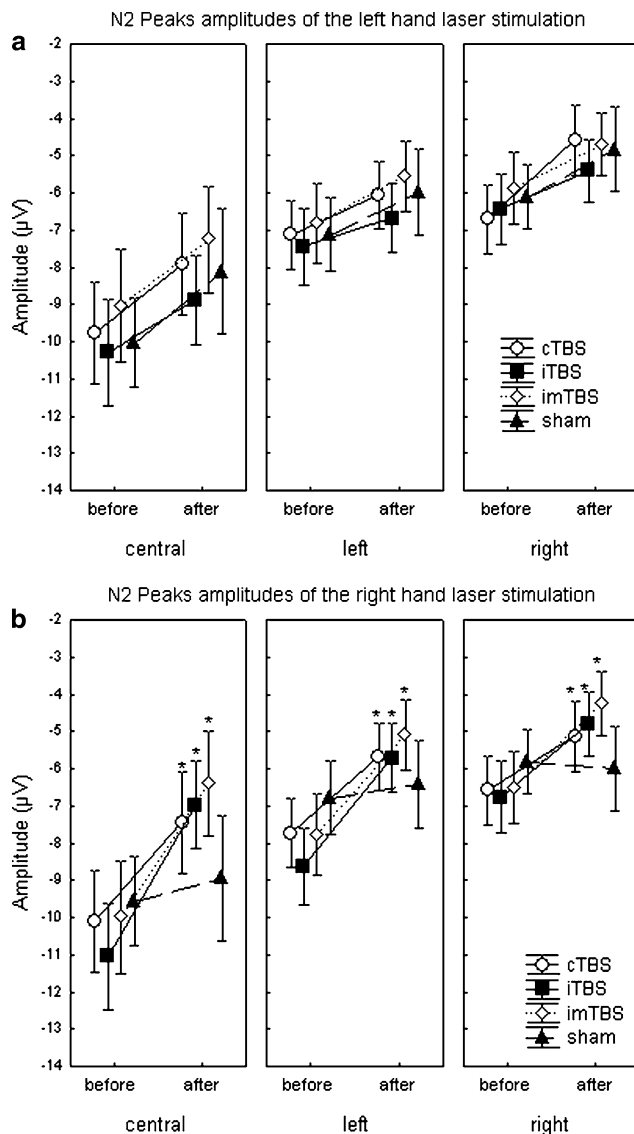 N2 Peaks amplitudes of the left hand laser stimulation
a
-2
-3
-4
-5
-6
-7
-8
-9
-10
-11
-12
-13
-14
Amplitude (µV)
cTBS
iTBS
imTBS
sham
before after before after before after
central left right
N2 Peaks amplitudes of the right hand laser stimulation
b
-2
-3
-4
-5
-6
-7
-8
-9
-10
-11
-12
-13
-14
Amplitude (µV)
* * *
* * *
* * *
cTBS
iTBS
imTBS
sham
before after before after before after
central left right